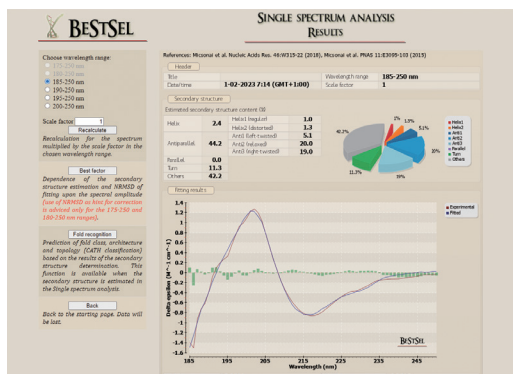 BESTSEL
SINGLE SPECTRUM ANALYSIS
RESULTS
Choose wavelength range:
175-250 nm
180-250 nm
185-250 nm
190-250 nm
195-250 nm
200-250 nm
Scale factor: 1
Recalculate
Recalculation for the spectrum
multiplied by the scale factor in the
chosen wavelength range.
Best factor
Dependence of the secondary
structure estimation and NRMSD of
fitting upon the spectral amplitude
(use of NRMSD as hint for correction
is adviced only for the 175-250 and
180-250 nm ranges).
Fold recognition
Prediction of fold class, architecture
and topology (CATH classification)
based on the results of the secondary
structure determination. This
function is available when the
secondary structure is estimated in
the Single spectrum analysis.
Back
Back to the starting page. Data will
be lost.
References: Micsonai et al. Nucleic Acids Res. 46:W315-22 (2018), Micsonai et al. PNAS 112:E3095-103 (2015)
Header
Title Wavelength range 185-250 nm
Date/time 1-02-2023 7:14 (GMT+1:00) Scale factor 1
Secondary structure
Estimated secondary structure content (%)
Helix 2.4 Helix1 (regular) 1.0
Helix2 (distorted) 1.3
Antiparallel 44.2 Anti1 (left-twisted) 5.1
Anti2 (relaxed) 20.0
Anti3 (right-twisted) 19.0
Parallel 0.0
Turn 11.3
Others 42.2
42.2%
1%
1.3%
5.1%
20%
19%
11.3%
Helix1
Helix2
Anti1
Anti2
Anti3
Parallel
Turn
Others
Fitting results
Experimental
Fitted
Delta epsilon (M^-1 cm^-1)
1.4
1.2
1
0.8
0.6
0.4
0.2
0
-0.2
-0.4
-0.6
-0.8
-1
-1.2
-1.4
-1.6
185 195 205 215 225 235 245
Wavelength (nm)
BESTSEL